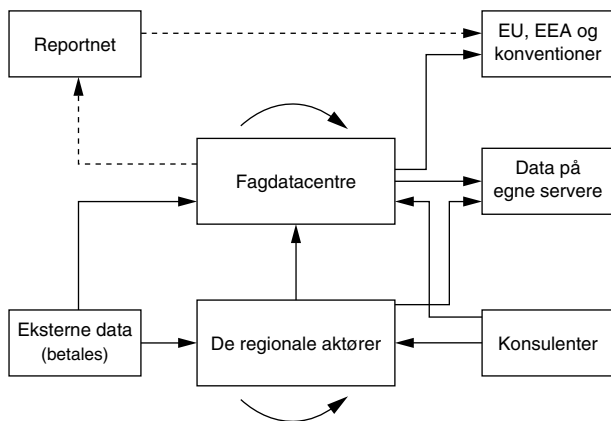 Reportnet
EU, EEA og
konventioner
Fagdatacentre
Data på
egne servere
Eksterne data
(betales)
De regionale aktører
Konsulenter